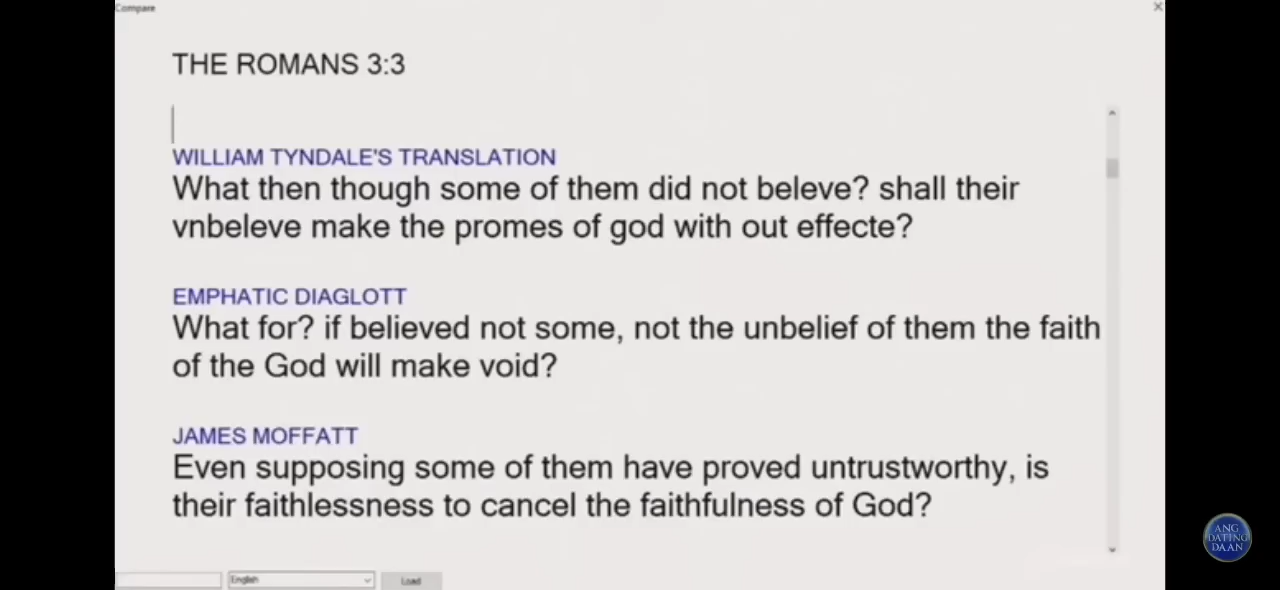 Compare
THE ROMANS 3:3
WILLIAM TYNDALE'S TRANSLATION
What then though some of them did not beleve? shall their
vnbeleve make the promes of god with out effecte?
EMPHATIC DIAGLOTT
What for? if believed not some, not the unbelief of them the faith
of the God will make void?
JAMES MOFFATT
Even supposing some of them have proved untrustworthy, is
their faithlessness to cancel the faithfulness of God?
ANG
DATING
DAAN
English
Load